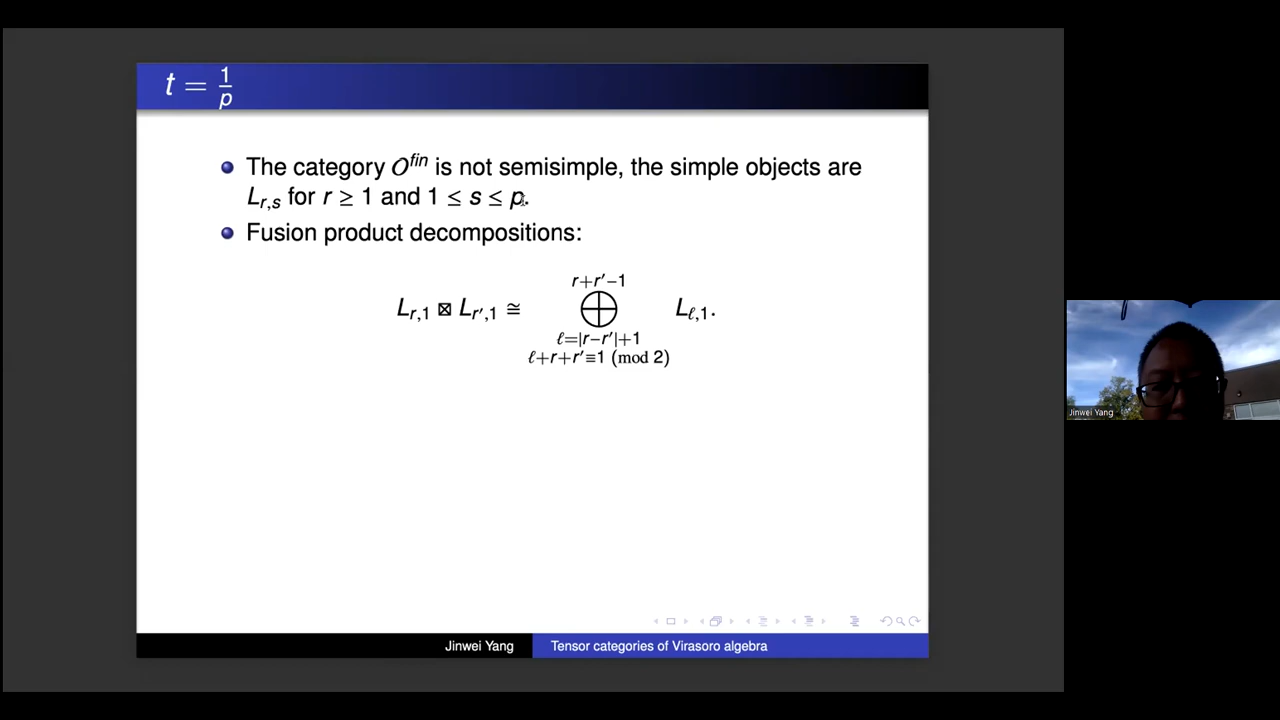 t = 1/p
The category O^fin is not semisimple, the simple objects are
L_{r,s} for r ≥ 1 and 1 ≤ s ≤ p.
Fusion product decompositions:
r+r′−1
L_{r,1} ⊠ L_{r′,1} ≅ ⊕ L_{ℓ,1}.
ℓ=|r−r′|+1
ℓ+r+r′≡1 (mod 2)
Jinwei Yang
Jinwei Yang
Tensor categories of Virasoro algebra